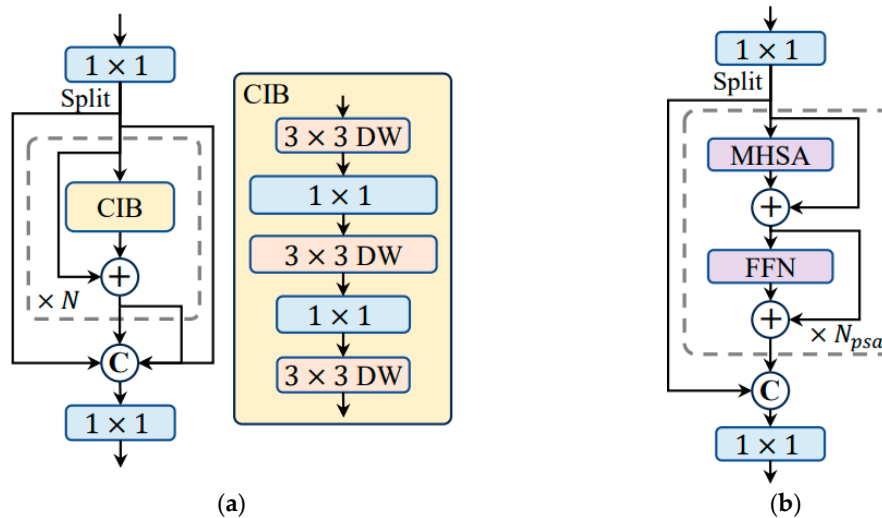 1 × 1
Split
CIB
+
× N
C
1 × 1
CIB
3 × 3 DW
1 × 1
3 × 3 DW
1 × 1
3 × 3 DW
(a)
1 × 1
Split
MHSA
+
FFN
+
× N_psa
C
1 × 1
(b)